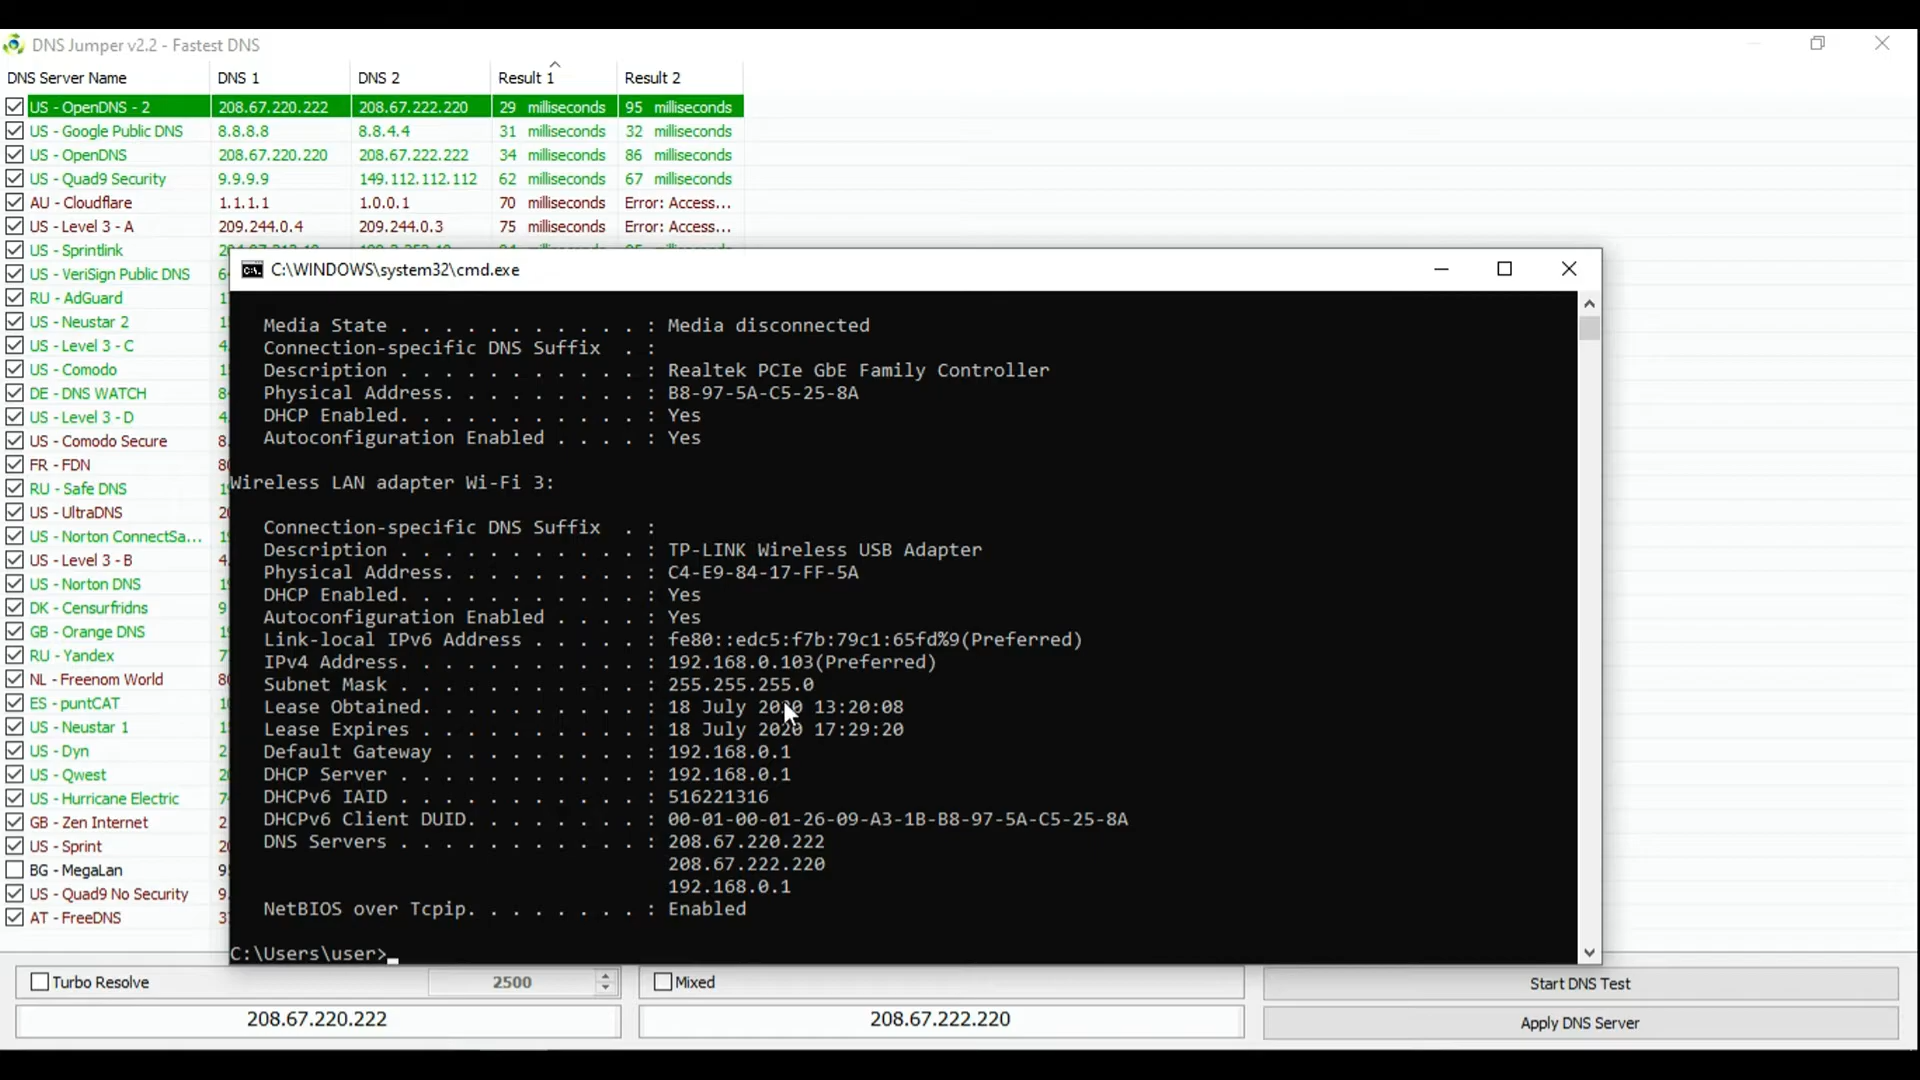 DNS Jumper v2.2 - Fastest DNS
DNS Server Name DNS 1 DNS 2 Result 1 Result 2
US - OpenDNS - 2 208.67.220.222 208.67.222.220 29 milliseconds 95 milliseconds
US - Google Public DNS 8.8.8.8 8.8.4.4 31 milliseconds 32 milliseconds
US - OpenDNS 208.67.220.220 208.67.222.222 34 milliseconds 86 milliseconds
US - Quad9 Security 9.9.9.9 149.112.112.112 62 milliseconds 67 milliseconds
AU - Cloudflare 1.1.1.1 1.0.0.1 70 milliseconds Error: Access...
US - Level 3 - A 209.244.0.4 209.244.0.3 75 milliseconds Error: Access...
US - Sprintlink
US - VeriSign Public DNS
RU - AdGuard
US - Neustar 2
US - Level 3 - C
US - Comodo
DE - DNS WATCH
US - Level 3 - D
US - Comodo Secure
FR - FDN
RU - Safe DNS
US - UltraDNS
US - Norton ConnectSa...
US - Level 3 - B
US - Norton DNS
DK - Censurfridns
GB - Orange DNS
RU - Yandex
NL - Freenom World
ES - puntCAT
US - Neustar 1
US - Dyn
US - Qwest
US - Hurricane Electric
GB - Zen Internet
US - Sprint
BG - MegaLan
US - Quad9 No Security
AT - FreeDNS
C:\WINDOWS\system32\cmd.exe
Media State . . . . . . . . . . . : Media disconnected
Connection-specific DNS Suffix . :
Description . . . . . . . . . . . : Realtek PCIe GbE Family Controller
Physical Address. . . . . . . . . : B8-97-5A-C5-25-8A
DHCP Enabled. . . . . . . . . . . : Yes
Autoconfiguration Enabled . . . . : Yes
Wireless LAN adapter Wi-Fi 3:
Connection-specific DNS Suffix . :
Description . . . . . . . . . . . : TP-LINK Wireless USB Adapter
Physical Address. . . . . . . . . : C4-E9-84-17-FF-5A
DHCP Enabled. . . . . . . . . . . : Yes
Autoconfiguration Enabled . . . . : Yes
Link-local IPv6 Address . . . . . : fe80::edc5:f7b:79c1:65fd%9(Preferred)
IPv4 Address. . . . . . . . . . . : 192.168.0.103(Preferred)
Subnet Mask . . . . . . . . . . . : 255.255.255.0
Lease Obtained. . . . . . . . . . : 18 July 2020 13:20:08
Lease Expires . . . . . . . . . . : 18 July 2020 17:29:20
Default Gateway . . . . . . . . . : 192.168.0.1
DHCP Server . . . . . . . . . . . : 192.168.0.1
DHCPv6 IAID . . . . . . . . . . . : 516221316
DHCPv6 Client DUID. . . . . . . . : 00-01-00-01-26-09-A3-1B-B8-97-5A-C5-25-8A
DNS Servers . . . . . . . . . . . : 208.67.220.222
208.67.222.220
192.168.0.1
NetBIOS over Tcpip. . . . . . . . : Enabled
C:\Users\user>
Turbo Resolve 2500 Mixed Start DNS Test
208.67.220.222 208.67.222.220 Apply DNS Server